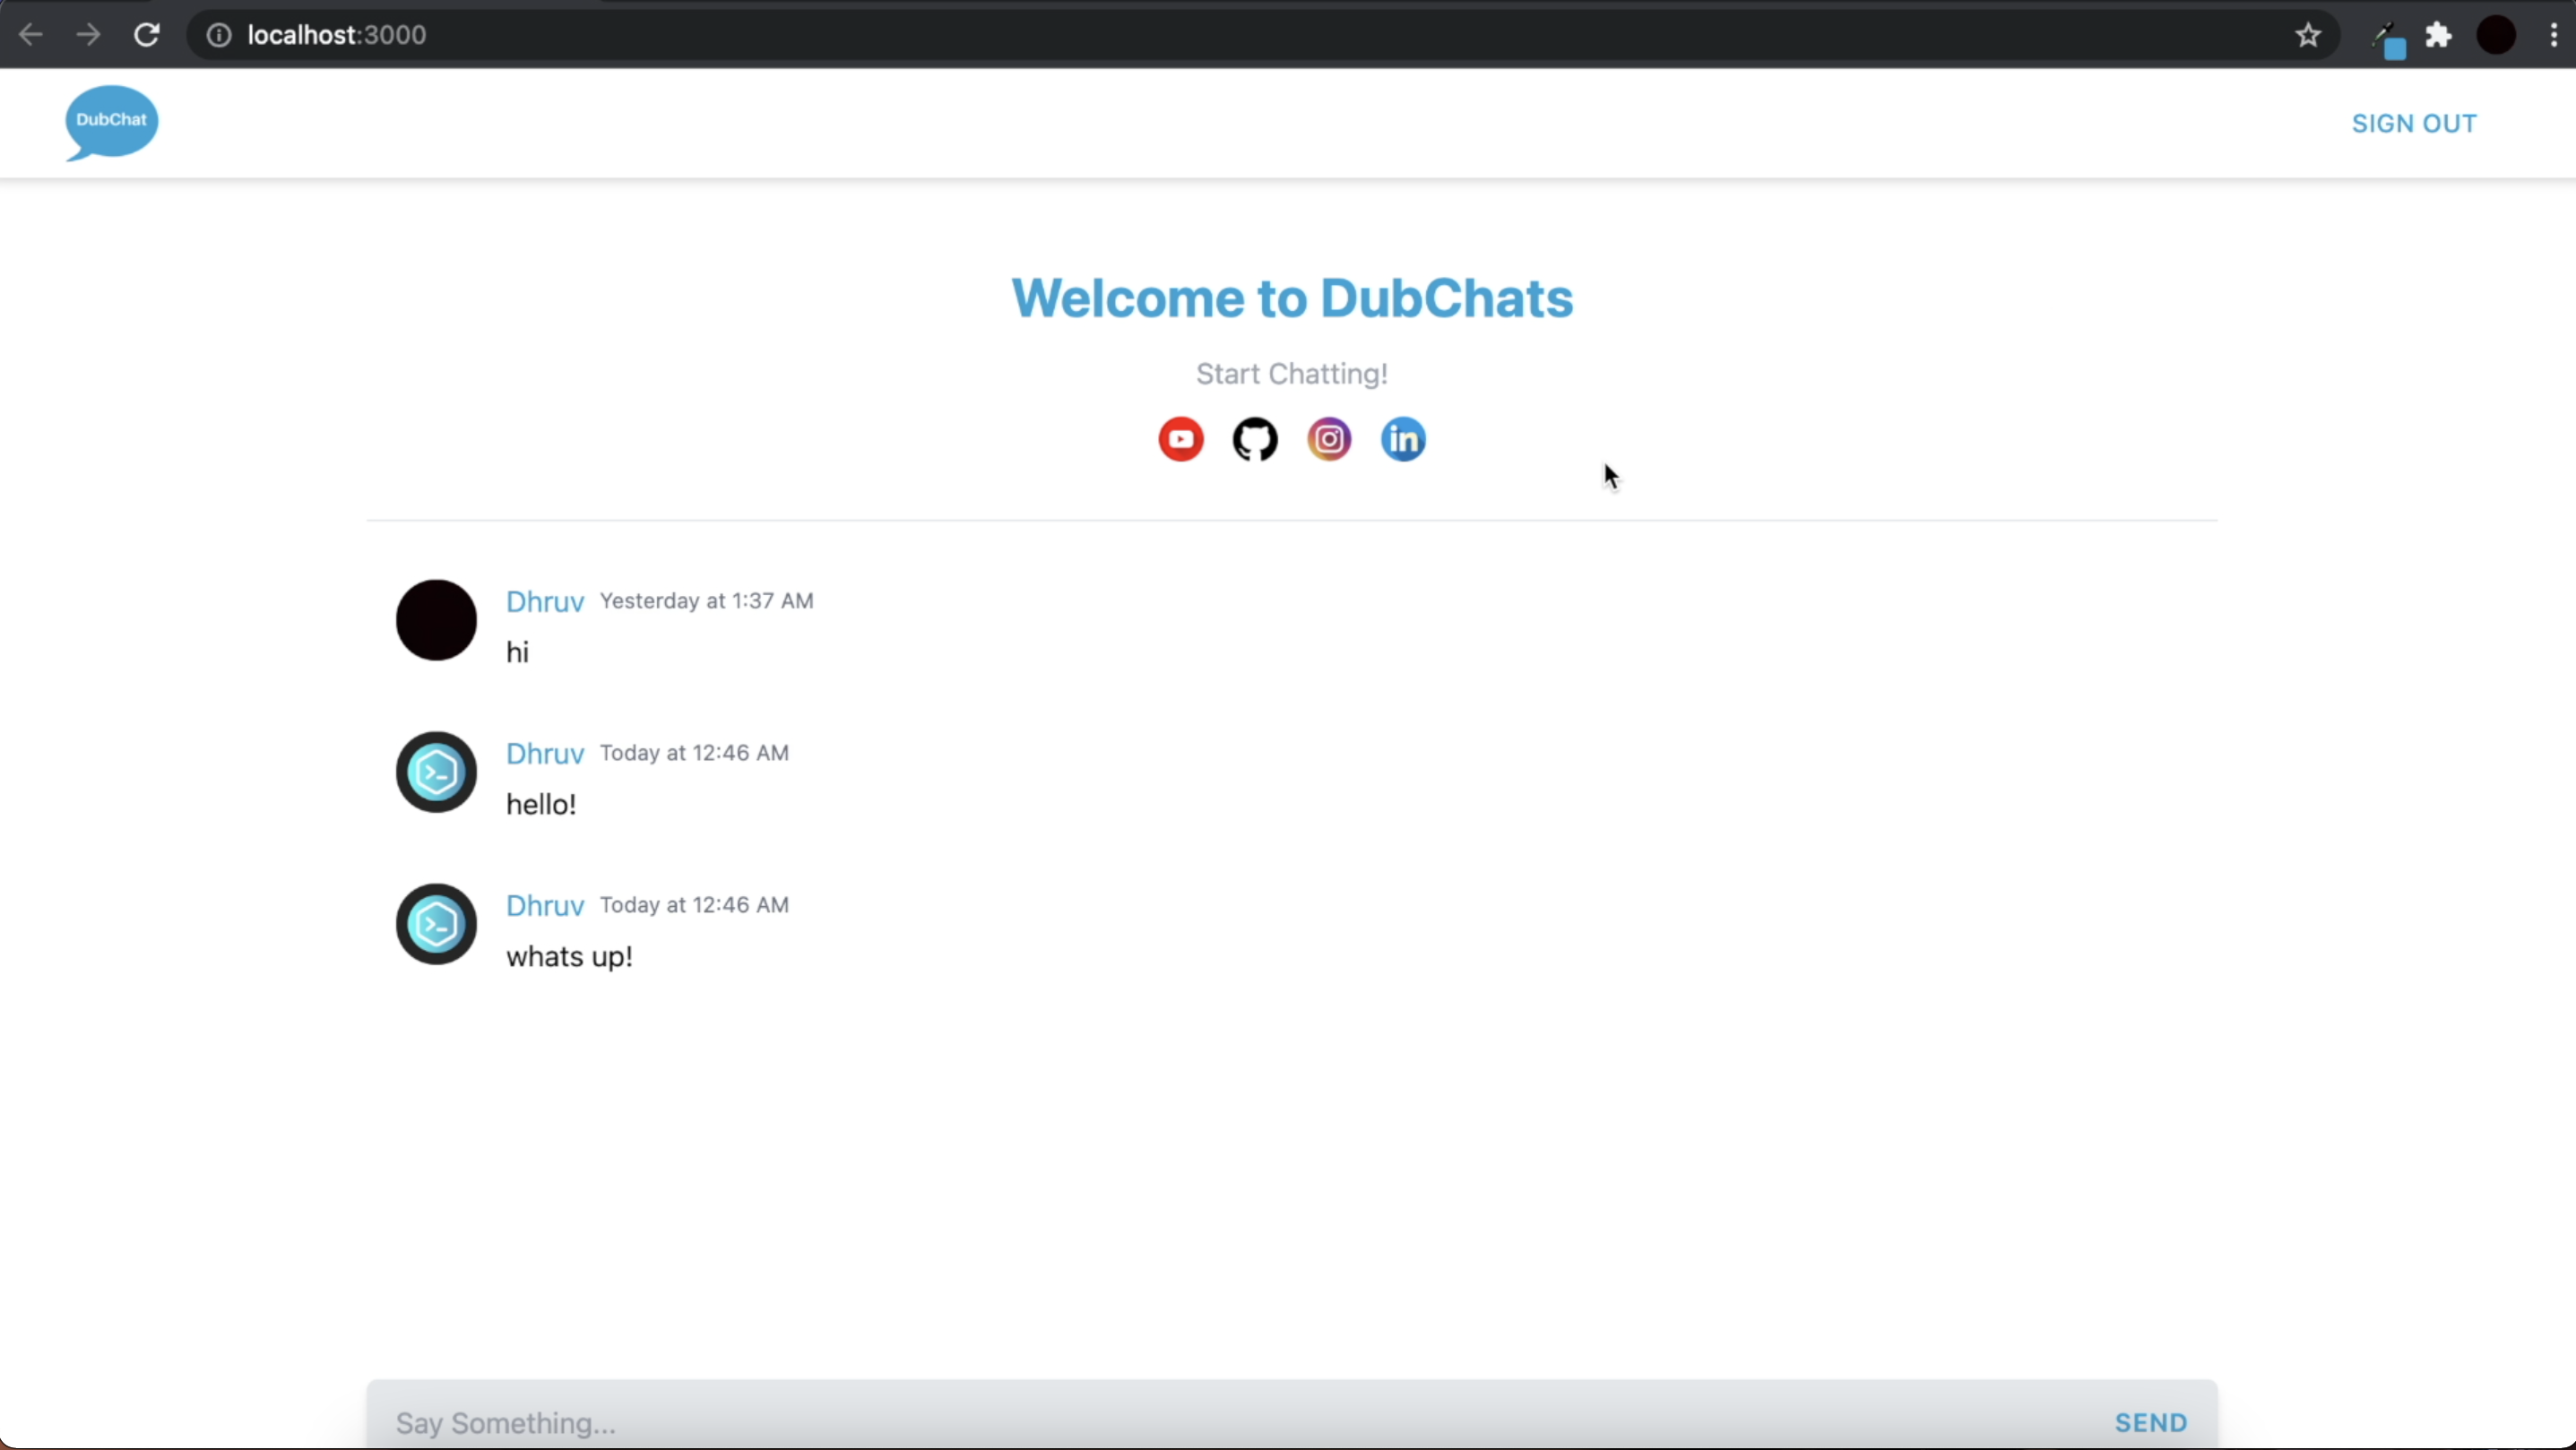 localhost:3000
DubChat
SIGN OUT
Welcome to DubChats
Start Chatting!
in
Dhruv Yesterday at 1:37 AM
hi
Dhruv Today at 12:46 AM
hello!
Dhruv Today at 12:46 AM
whats up!
Say Something...
SEND